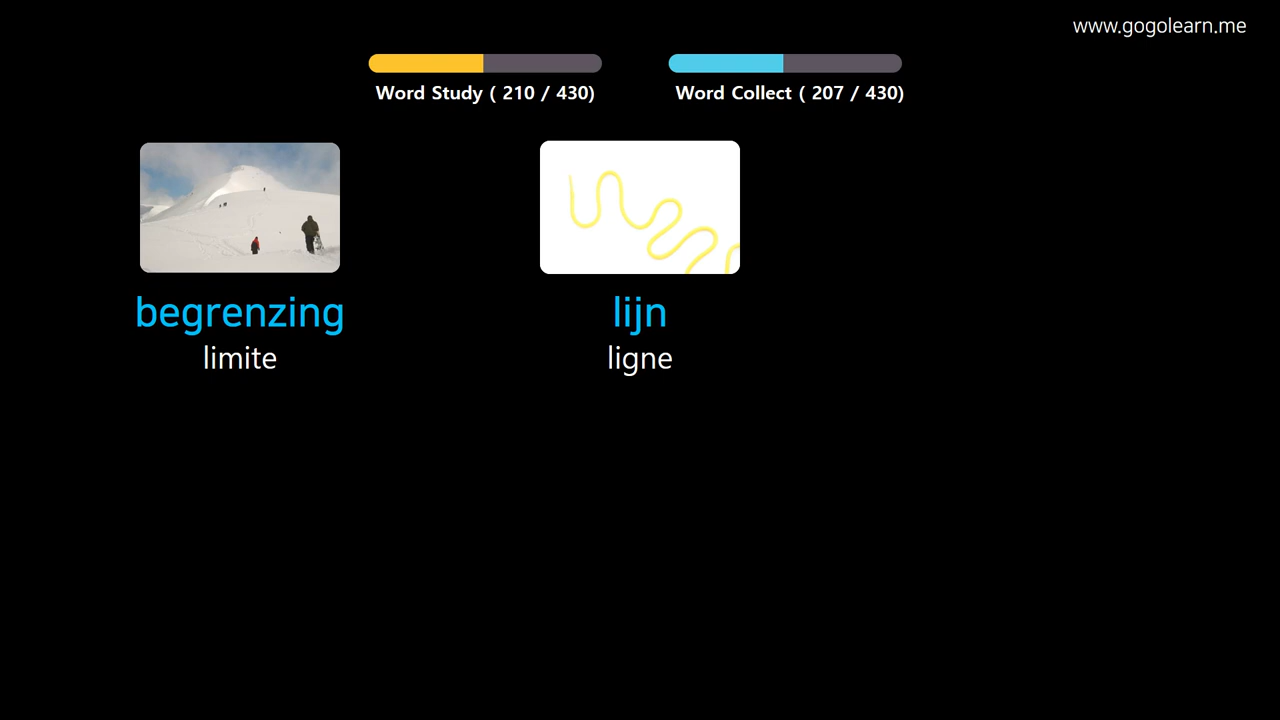 www.gogolearn.me
Word Study ( 210 / 430)
Word Collect ( 207 / 430)
begrenzing
limite
lijn
ligne